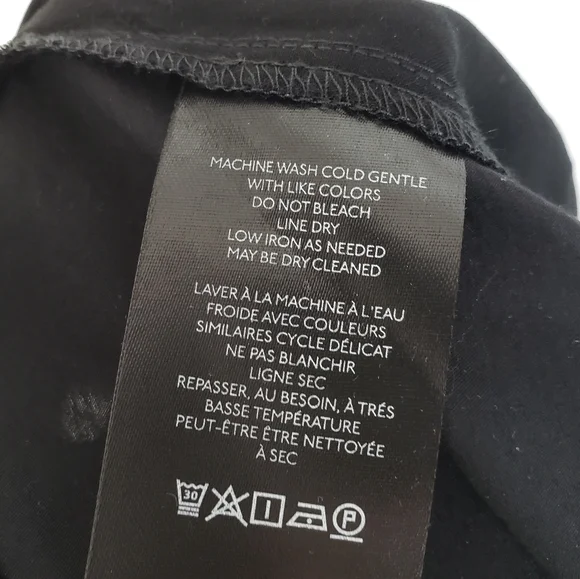 MACHINE WASH COLD GENTLE
WITH LIKE COLORS
DO NOT BLEACH
LINE DRY
LOW IRON AS NEEDED
MAY BE DRY CLEANED
LAVER À LA MACHINE À L'EAU
FROIDE AVEC COULEURS
SIMILAIRES CYCLE DÉLICAT
NE PAS BLANCHIR
LIGNE SEC
REPASSER, AU BESOIN, À TRÉS
BASSE TEMPÉRATURE
PEUT-ÊTRE ÊTRE NETTOYÉE
À SEC
30 P